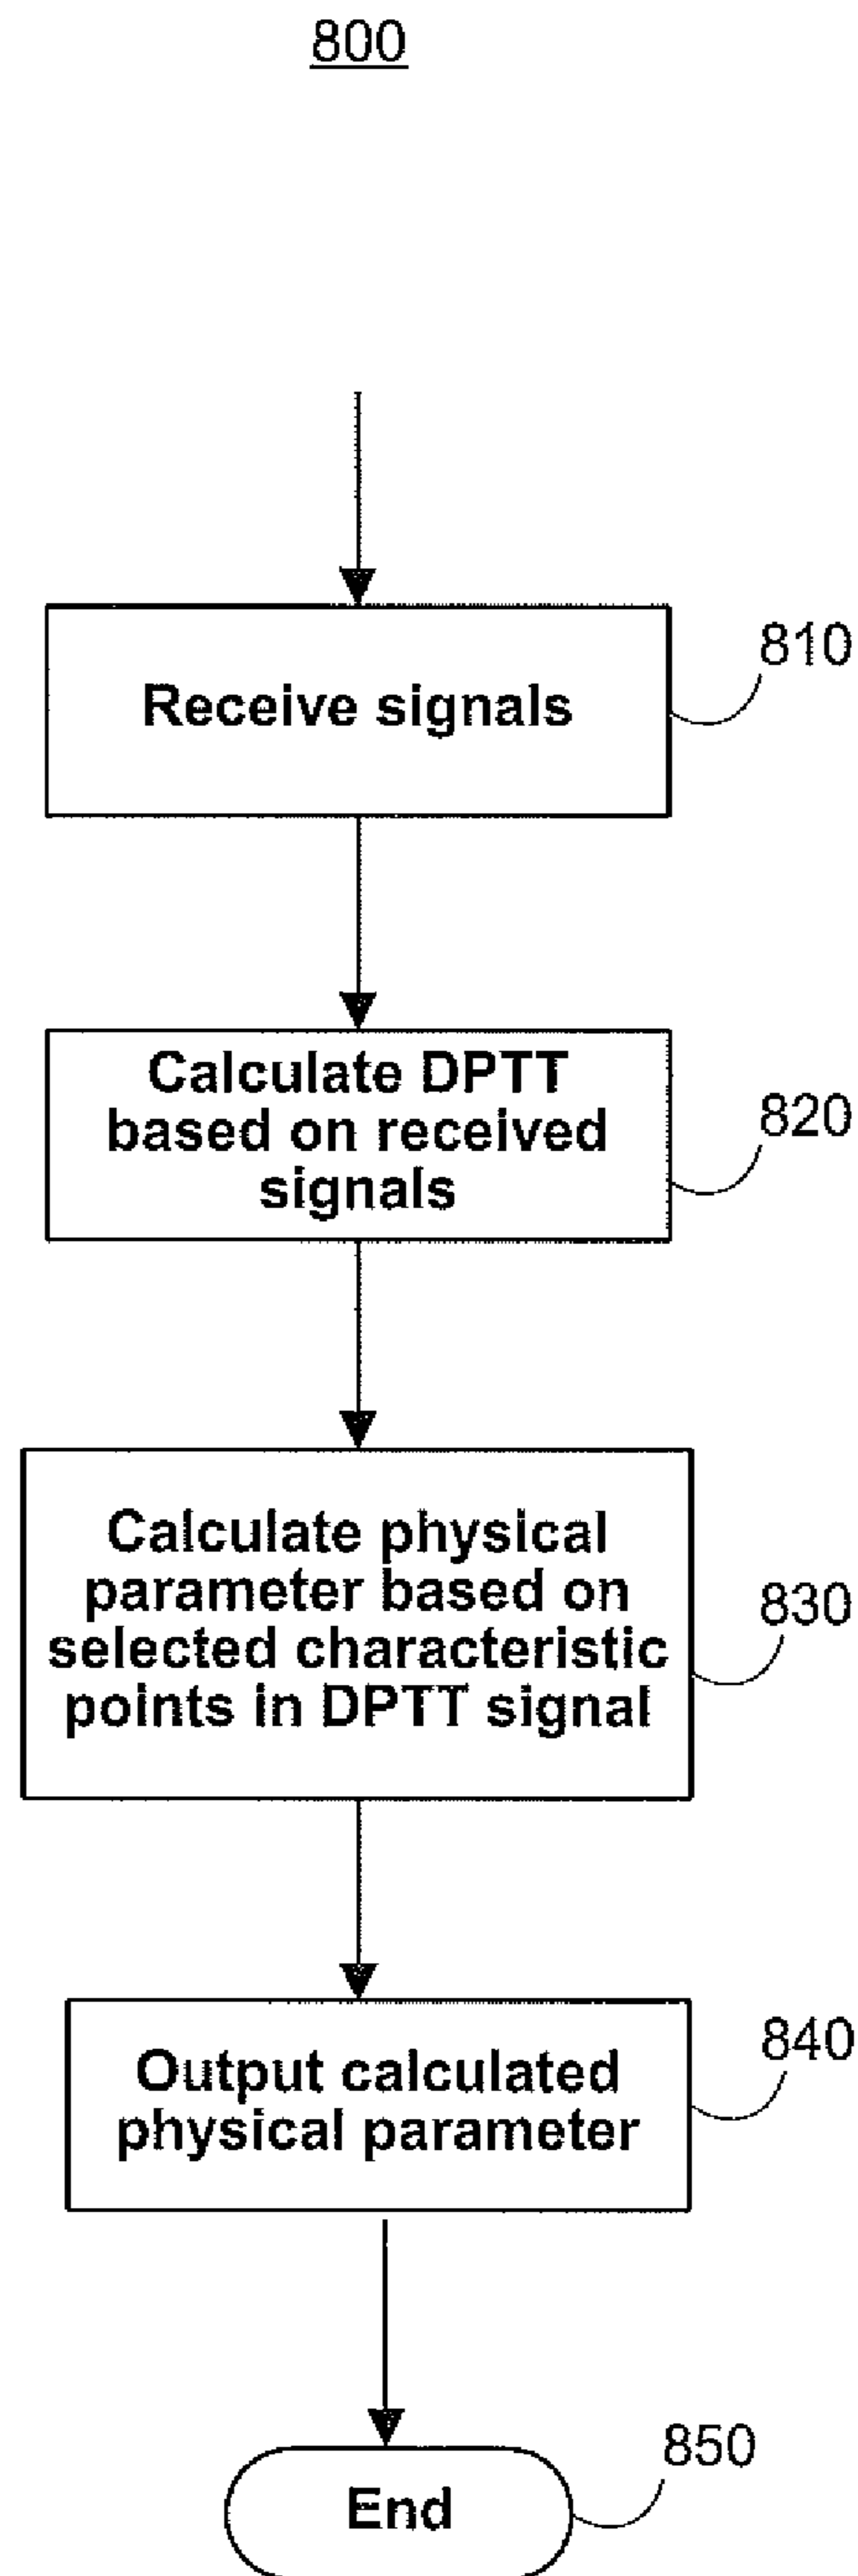 800
Receive signals
810
Calculate DPTT
based on received
signals
820
Calculate physical
parameter based on
selected characteristic
points in DPTT signal
830
Output calculated
physical parameter
840
End
850